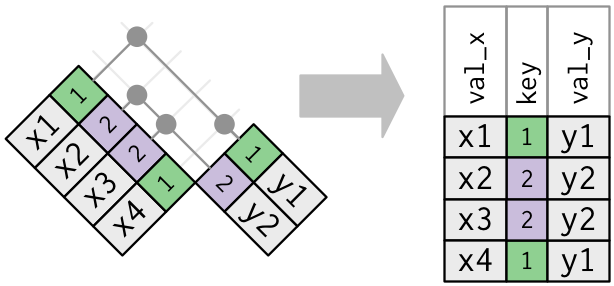 1 x1
2 x2
2 x3
1 x4
1 y1
2 y2
val_x key val_y
x1 1 y1
x2 2 y2
x3 2 y2
x4 1 y1